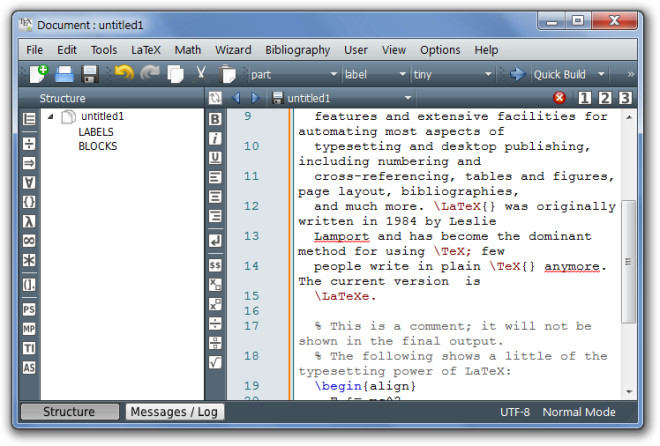 Document : untitled1
File Edit Tools LaTeX Math Wizard Bibliography User View Options Help
part label tiny Quick Build »
Structure untitled1 1 2 3
untitled1
LABELS
BLOCKS
B
i
U
$$
PS
MP
TI
AS
9 features and extensive facilities for
automating most aspects of
10 typesetting and desktop publishing,
including numbering and
11 cross-referencing, tables and figures,
page layout, bibliographies,
12 and much more. \LaTeX{} was originally
written in 1984 by Leslie
13 Lamport and has become the dominant
method for using \TeX; few
14 people write in plain \TeX{} anymore.
The current version is
15 \LaTeXe.
16
17 % This is a comment; it will not be
shown in the final output.
18 % The following shows a little of the
typesetting power of LaTeX:
19 \begin{align}
Structure Messages / Log UTF-8 Normal Mode